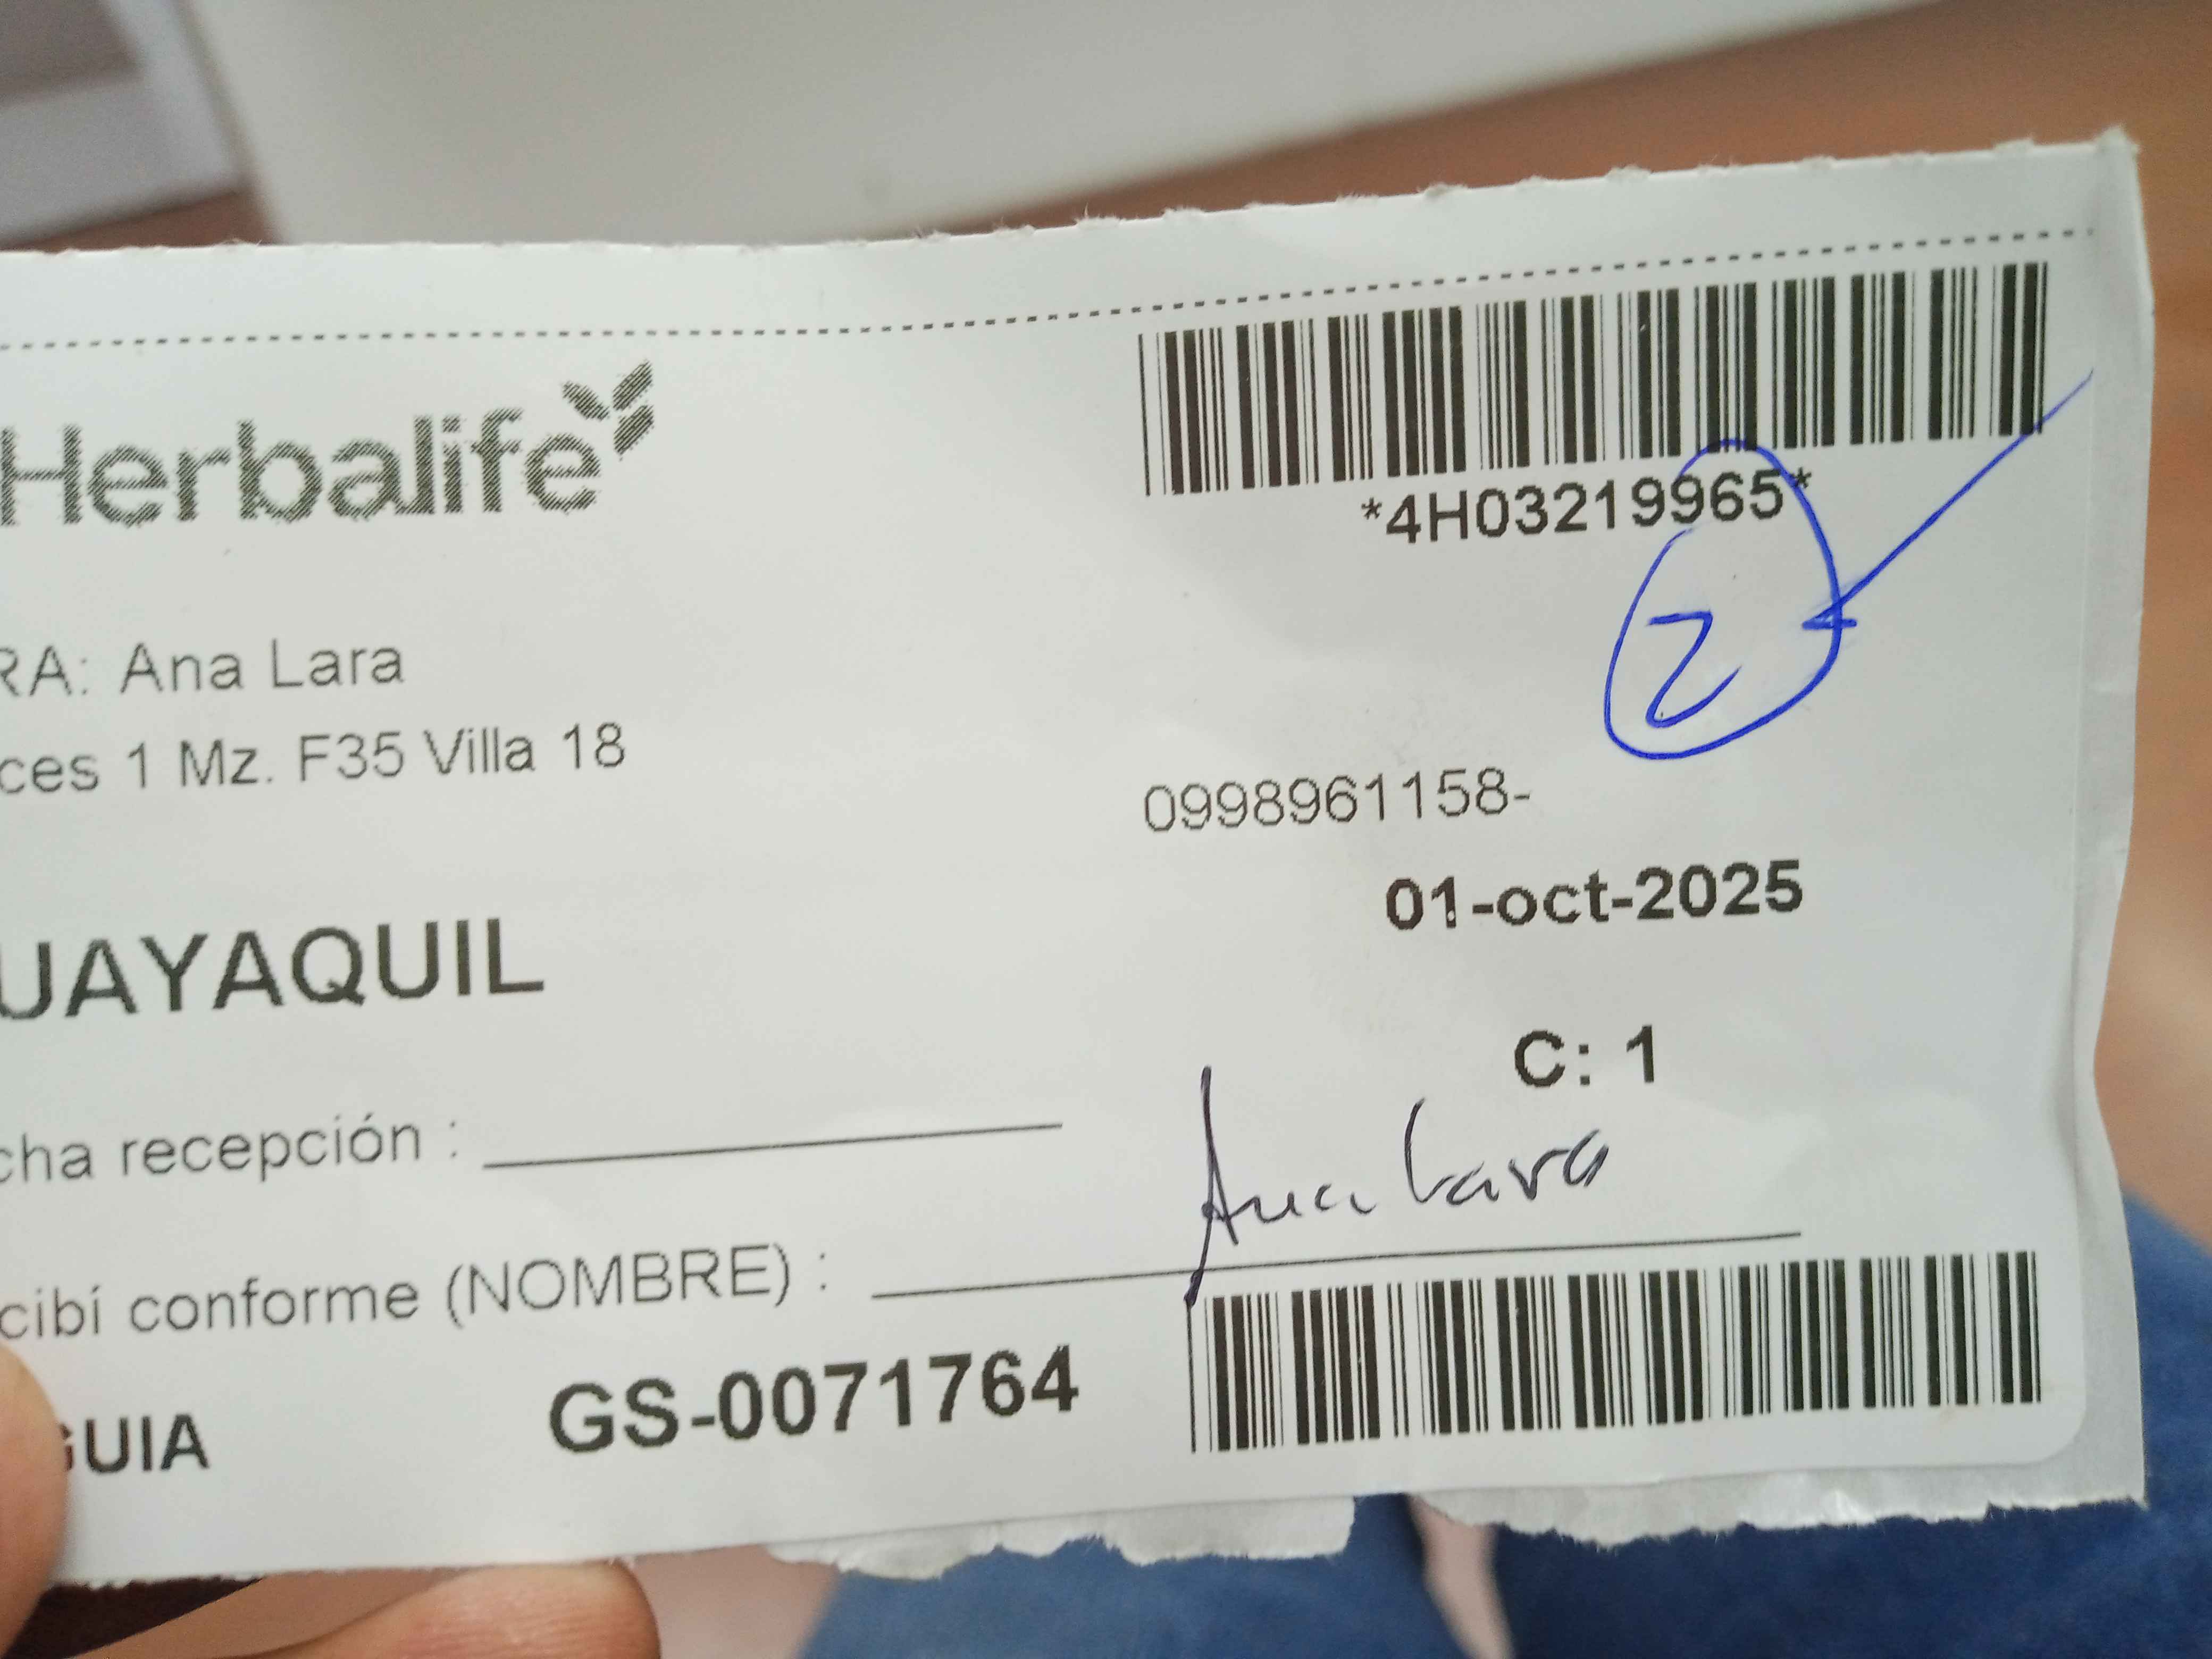 Herbalife
*4H03219965*
2
RA: Ana Lara
ces 1 Mz. F35 Villa 18
0998961158-
01-oct-2025
UAYAQUIL
C: 1
cha recepción :
Ana Lara
cibí conforme (NOMBRE) :
GUIA GS-0071764